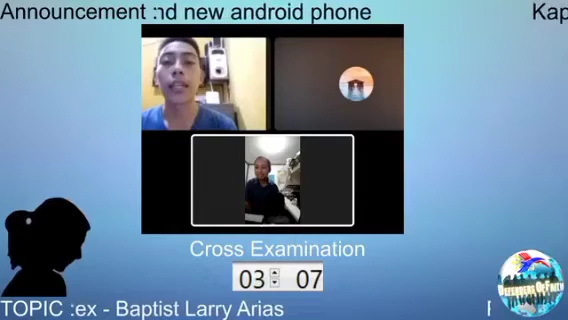 Announcement :nd new android phone
Kap
Cross Examination
03 07
TOPIC :ex - Baptist Larry Arias
DEFENDERS OF FAITH